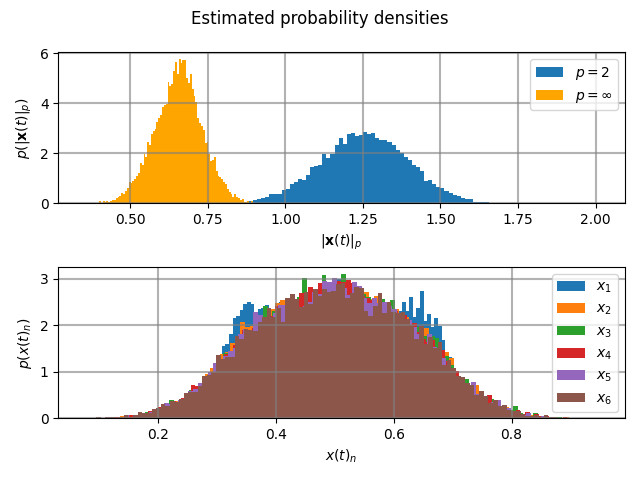 Estimated probability densities
p(|x(t)|ₚ)
6
4
2
0
p = 2
p = ∞
0.50 0.75 1.00 1.25 1.50 1.75 2.00
|x(t)|ₚ
p(x(t)ₙ)
3
2
1
0
x₁
x₂
x₃
x₄
x₅
x₆
0.2 0.4 0.6 0.8
x(t)ₙ